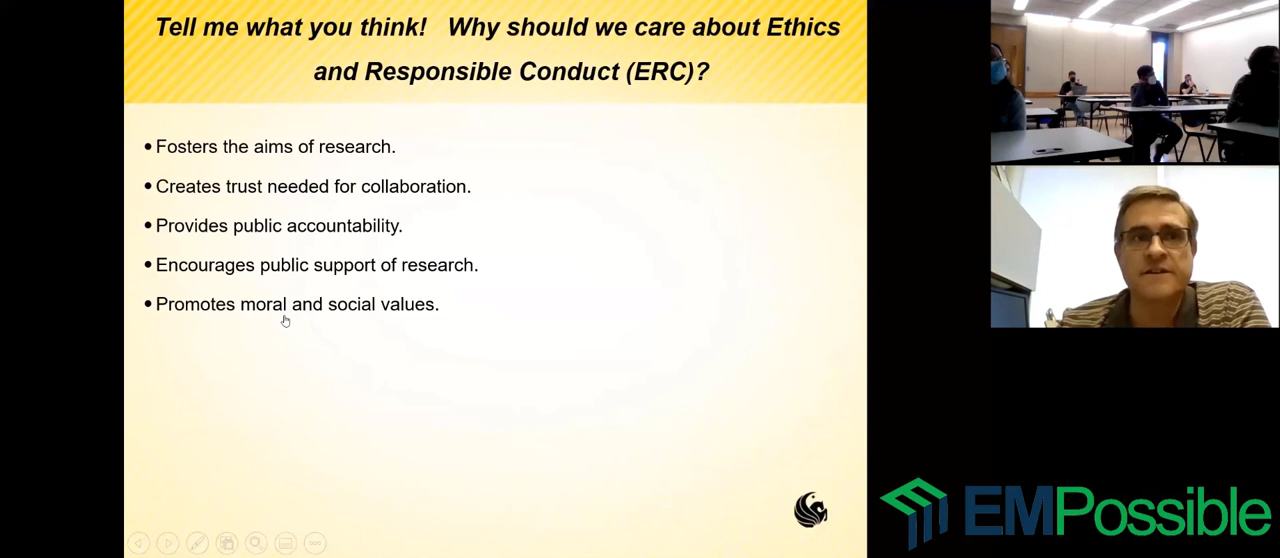 Tell me what you think! Why should we care about Ethics
and Responsible Conduct (ERC)?
• Fosters the aims of research.
• Creates trust needed for collaboration.
• Provides public accountability.
• Encourages public support of research.
• Promotes moral and social values.
EMPossible